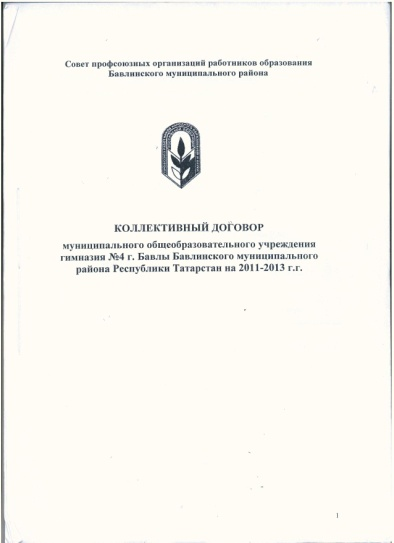 Совет профсоюзных организаций работников образования
Бавлинского муниципального района
КОЛЛЕКТИВНЫЙ ДОГОВОР
муниципального общеобразовательного учреждения
гимназия №4 г. Бавлы Бавлинского муниципального
района Республики Татарстан на 2011-2013 г.г.
1